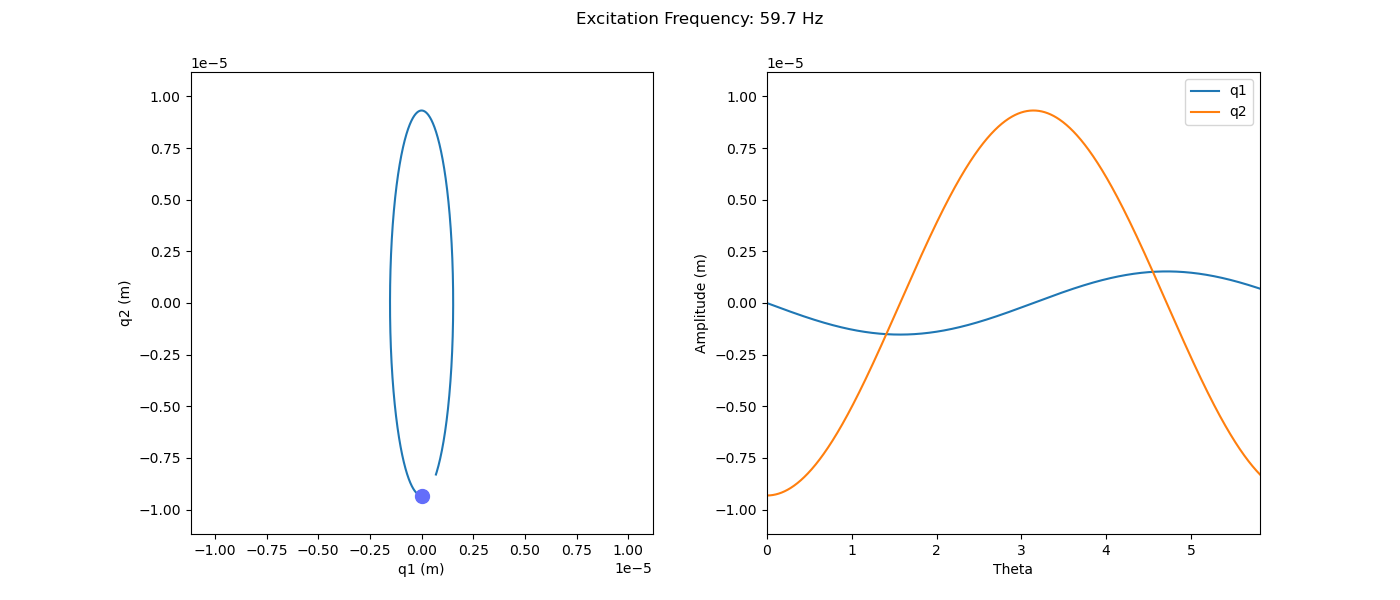 Excitation Frequency: 59.7 Hz
1e−5
1.00
0.75
0.50
0.25
0.00
−0.25
−0.50
−0.75
−1.00
q2 (m)
−1.00 −0.75 −0.50 −0.25 0.00 0.25 0.50 0.75 1.00
q1 (m)
1e−5
1e−5
1.00
0.75
0.50
0.25
0.00
−0.25
−0.50
−0.75
−1.00
Amplitude (m)
0 1 2 3 4 5
Theta
q1
q2